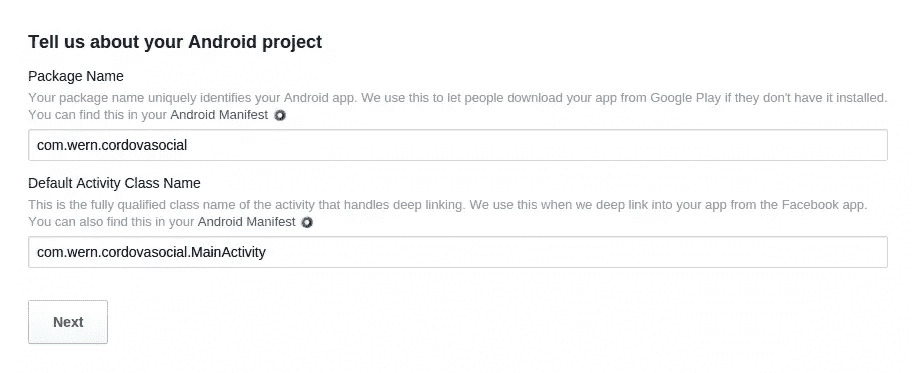 Tell us about your Android project
Package Name
Your package name uniquely identifies your Android app. We use this to let people download your app from Google Play if they don't have it installed.
You can find this in your Android Manifest
com.wern.cordovasocial
Default Activity Class Name
This is the fully qualified class name of the activity that handles deep linking. We use this when we deep link into your app from the Facebook app.
You can also find this in your Android Manifest
com.wern.cordovasocial.MainActivity
Next